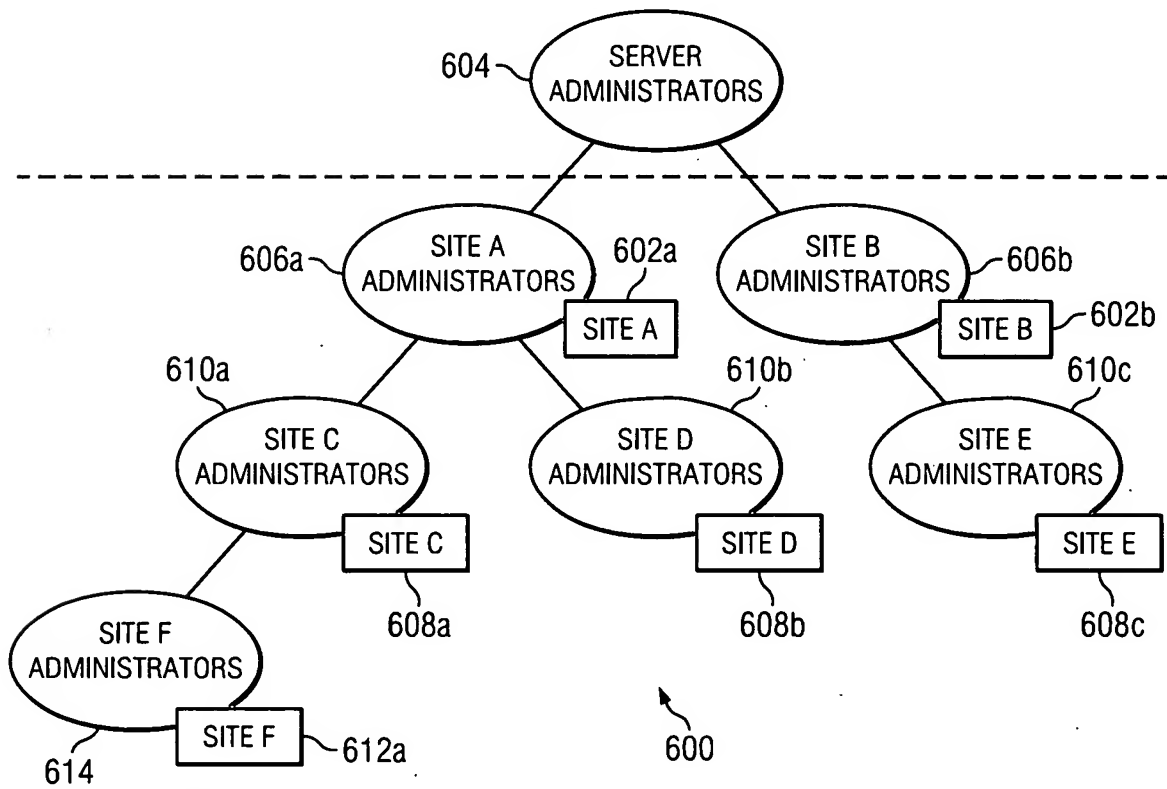 604
SERVER
ADMINISTRATORS
606a
SITE A
ADMINISTRATORS
602a
SITE A
SITE B
ADMINISTRATORS
606b
SITE B
602b
610a
SITE C
ADMINISTRATORS
SITE C
608a
610b
SITE D
ADMINISTRATORS
SITE D
608b
610c
SITE E
ADMINISTRATORS
SITE E
608c
SITE F
ADMINISTRATORS
614
SITE F
612a
600